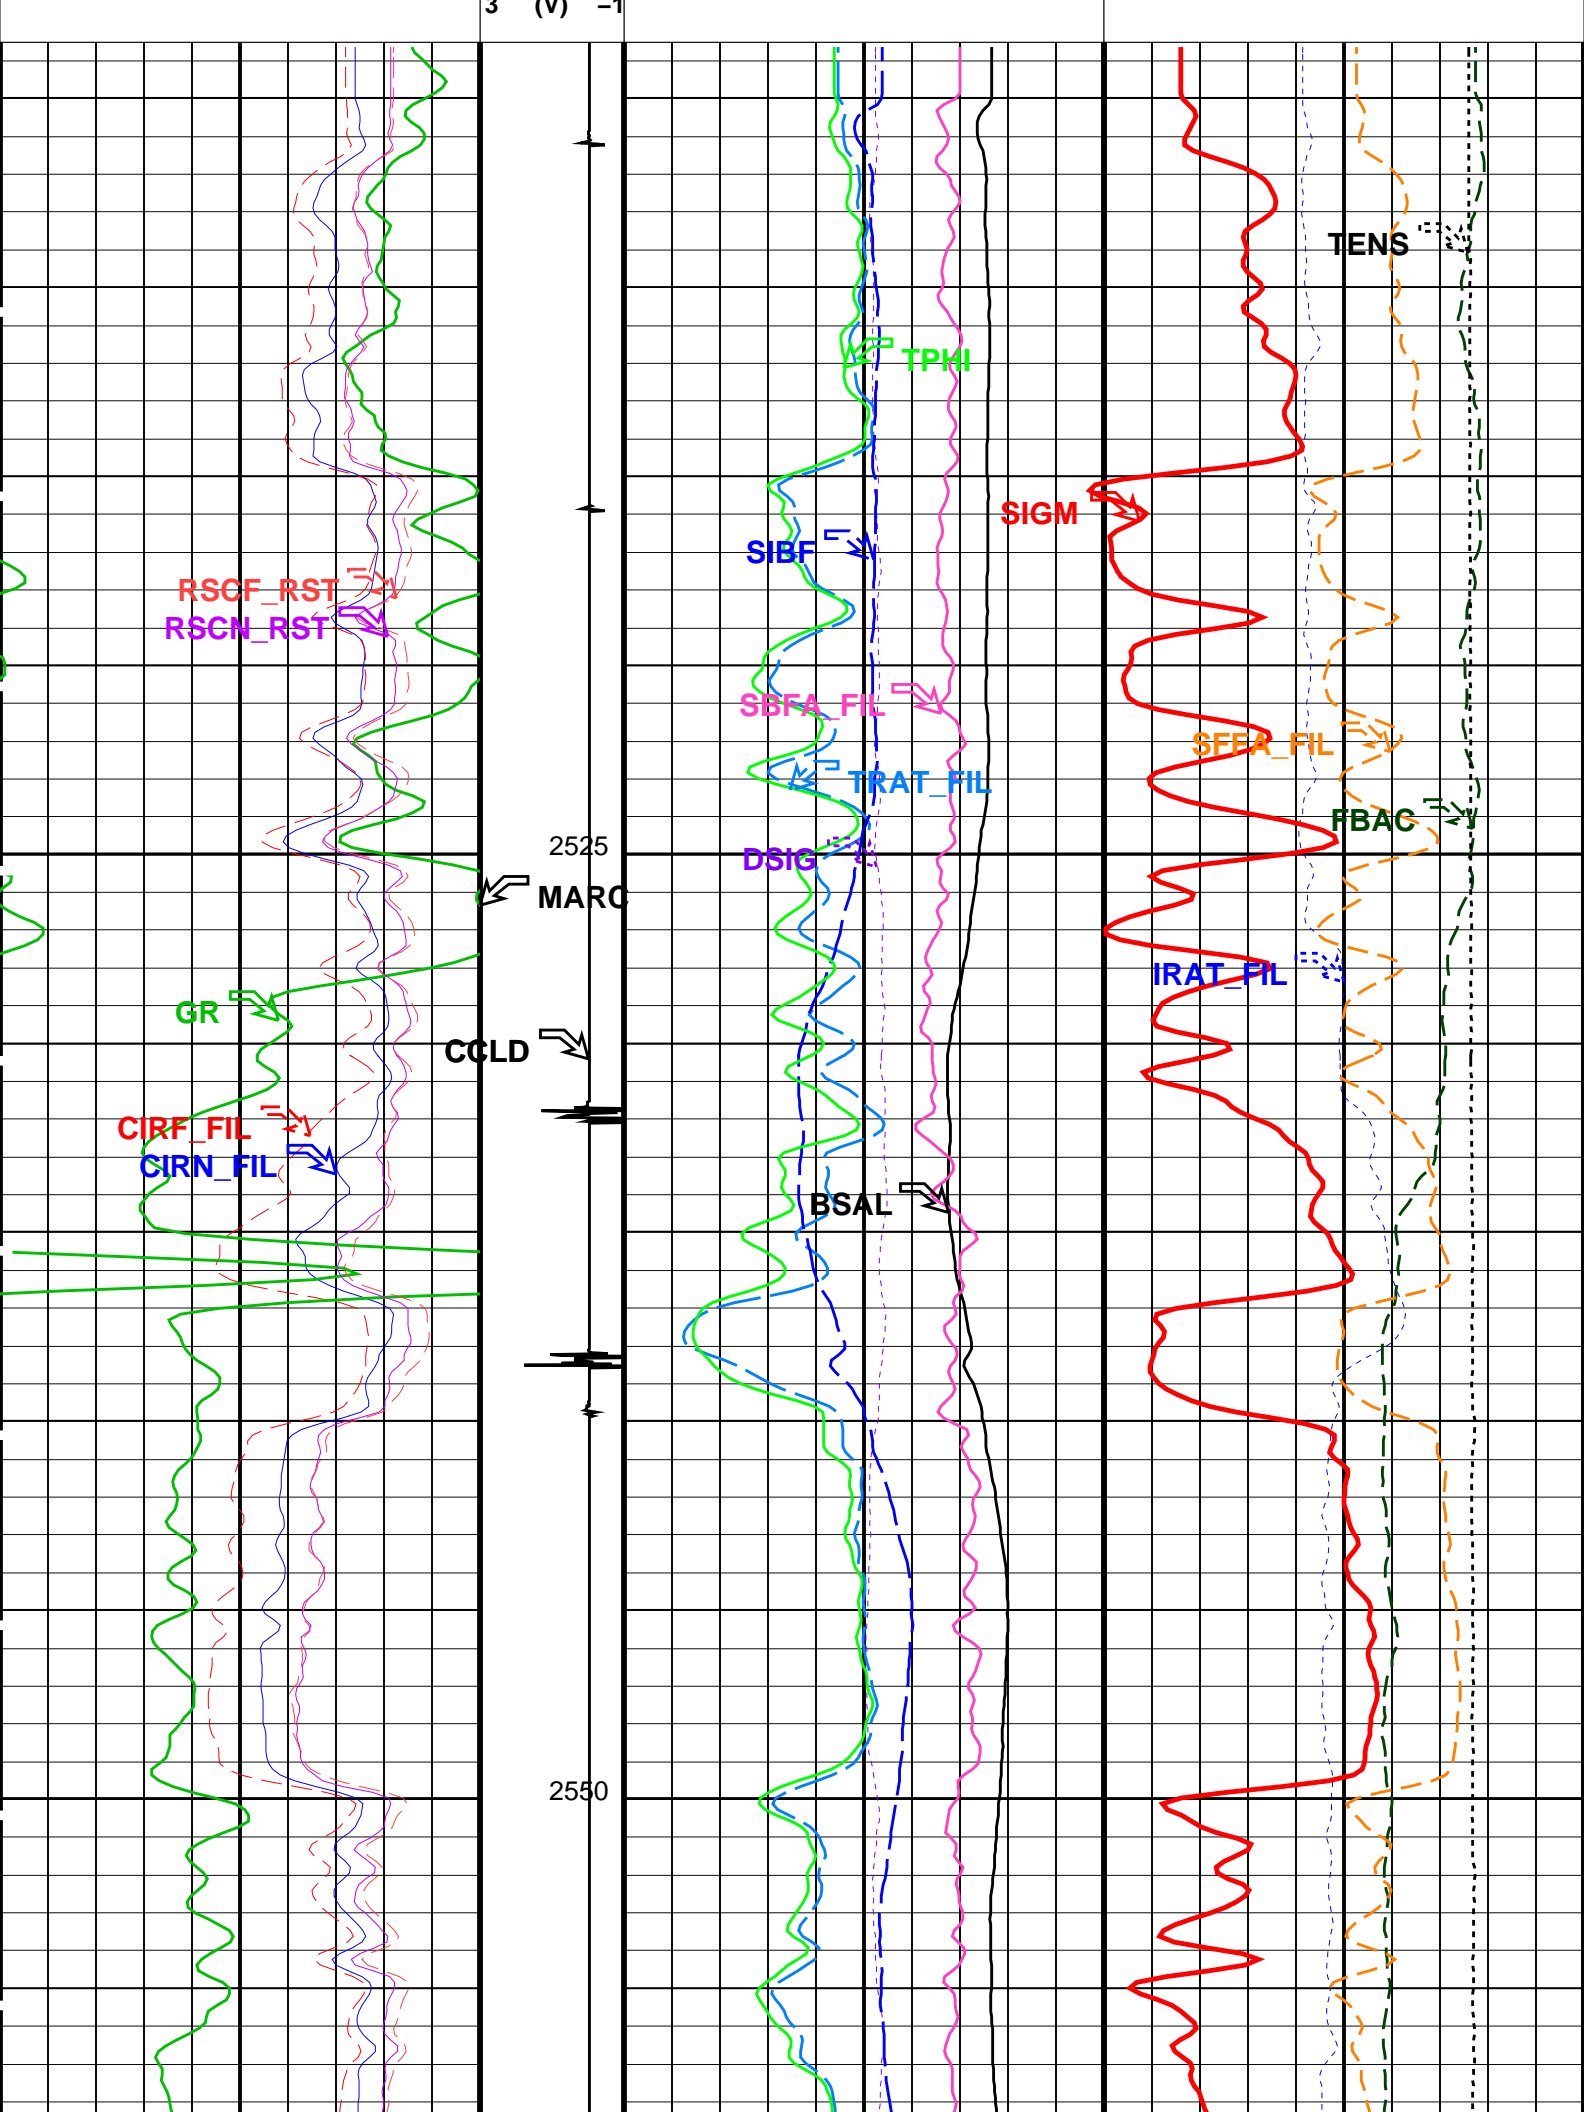 3 (V) −1
TENS
TPHI
SIGM
SIBF
RSCF_RST
RSCN_RST
SBFA_FIL
SFFA_FIL
TRAT_FIL
FBAC
2525
DSIG
MARC
IRAT_FIL
GR
CCLD
CIRF_FIL
CIRN_FIL
BSAL
2550